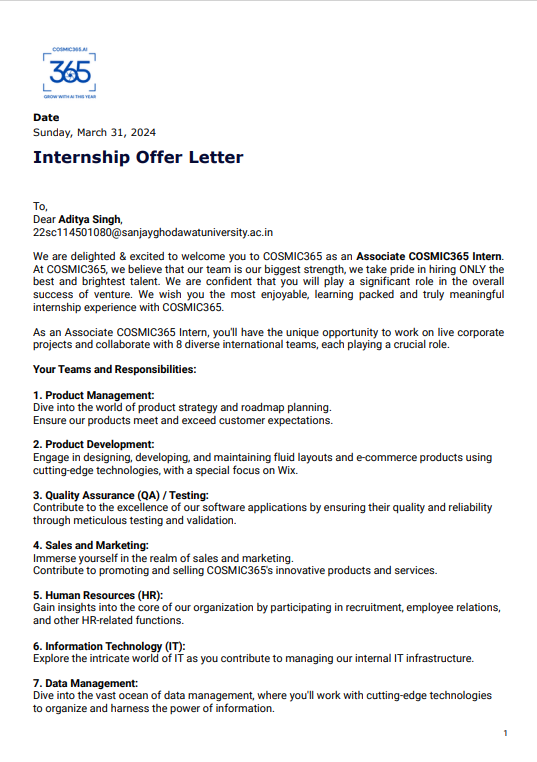 COSMIC365.AI
365
GROW WITH AI THIS YEAR
Date
Sunday, March 31, 2024
Internship Offer Letter
To,
Dear Aditya Singh,
22sc114501080@sanjayghodawatuniversity.ac.in
We are delighted & excited to welcome you to COSMIC365 as an Associate COSMIC365 Intern.
At COSMIC365, we believe that our team is our biggest strength, we take pride in hiring ONLY the
best and brightest talent. We are confident that you will play a significant role in the overall
success of venture. We wish you the most enjoyable, learning packed and truly meaningful
internship experience with COSMIC365.
As an Associate COSMIC365 Intern, you'll have the unique opportunity to work on live corporate
projects and collaborate with 8 diverse international teams, each playing a crucial role.
Your Teams and Responsibilities:
1. Product Management:
Dive into the world of product strategy and roadmap planning.
Ensure our products meet and exceed customer expectations.
2. Product Development:
Engage in designing, developing, and maintaining fluid layouts and e-commerce products using
cutting-edge technologies, with a special focus on Wix.
3. Quality Assurance (QA) / Testing:
Contribute to the excellence of our software applications by ensuring their quality and reliability
through meticulous testing and validation.
4. Sales and Marketing:
Immerse yourself in the realm of sales and marketing.
Contribute to promoting and selling COSMIC365's innovative products and services.
5. Human Resources (HR):
Gain insights into the core of our organization by participating in recruitment, employee relations,
and other HR-related functions.
6. Information Technology (IT):
Explore the intricate world of IT as you contribute to managing our internal IT infrastructure.
7. Data Management:
Dive into the vast ocean of data management, where you'll work with cutting-edge technologies
to organize and harness the power of information.
1